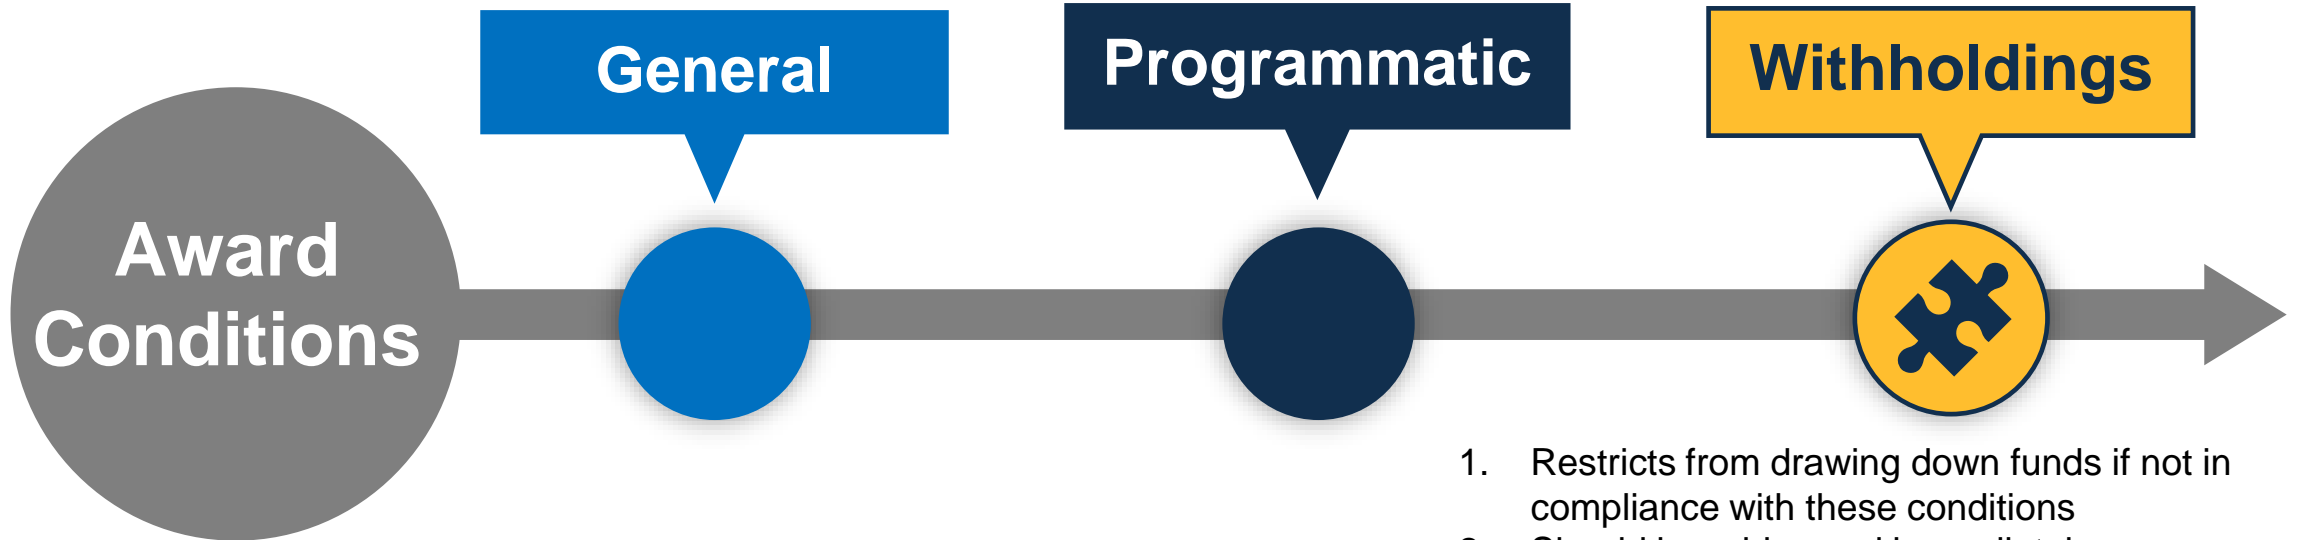 General
Programmatic
Withholdings
Award
Conditions
1. Restricts from drawing down funds if not in
compliance with these conditions